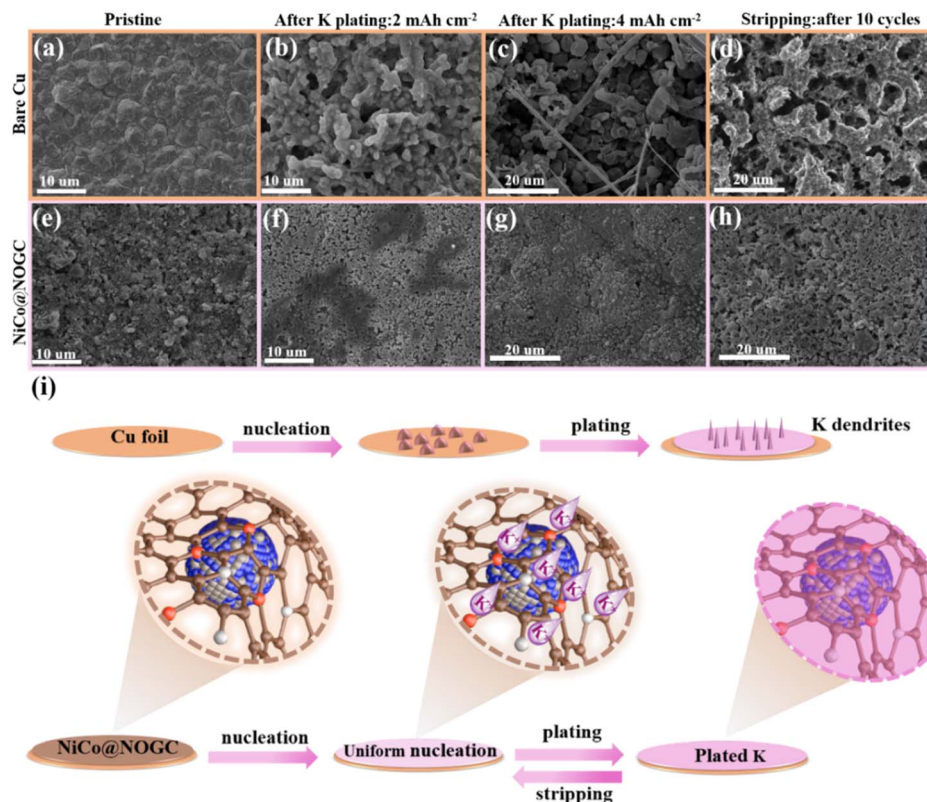 Pristine
After K plating:2 mAh cm⁻²
After K plating:4 mAh cm⁻²
Stripping:after 10 cycles
Bare Cu
(a)
10 um
(b)
10 um
(c)
20 um
(d)
20 um
NiCo@NOGC
(e)
10 um
(f)
10 um
(g)
20 um
(h)
20 um
(i)
Cu foil
nucleation
plating
K dendrites
NiCo@NOGC
nucleation
Uniform nucleation
plating
stripping
Plated K